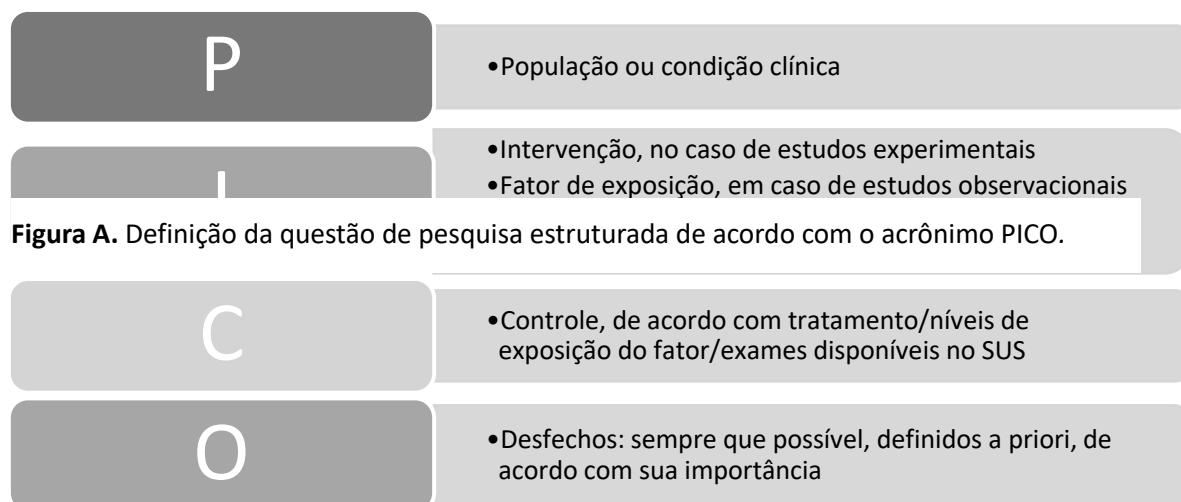 P
•População ou condição clínica
I
•Intervenção, no caso de estudos experimentais
•Fator de exposição, em caso de estudos observacionais
Figura A. Definição da questão de pesquisa estruturada de acordo com o acrônimo PICO.
C
•Controle, de acordo com tratamento/níveis de
exposição do fator/exames disponíveis no SUS
O
•Desfechos: sempre que possível, definidos a priori, de
acordo com sua importância